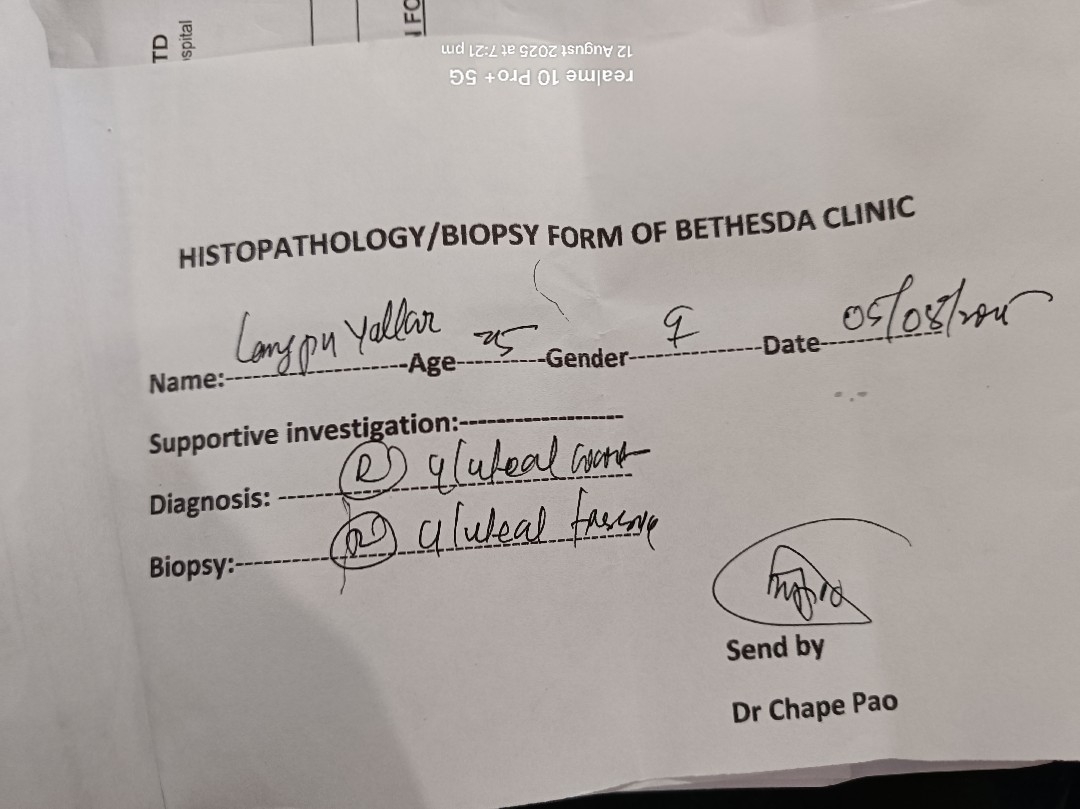 TD
spital
N FO
realme 10 Pro+ 5G
12 August 2025 at 7:21 pm
HISTOPATHOLOGY/BIOPSY FORM OF BETHESDA CLINIC
Name: Langpu Yallar Age Gender ♀ Date 05/08/
Supportive investigation:
Diagnosis: (R) gluteal
Biopsy: (R) gluteal
Send by
Dr Chape Pao